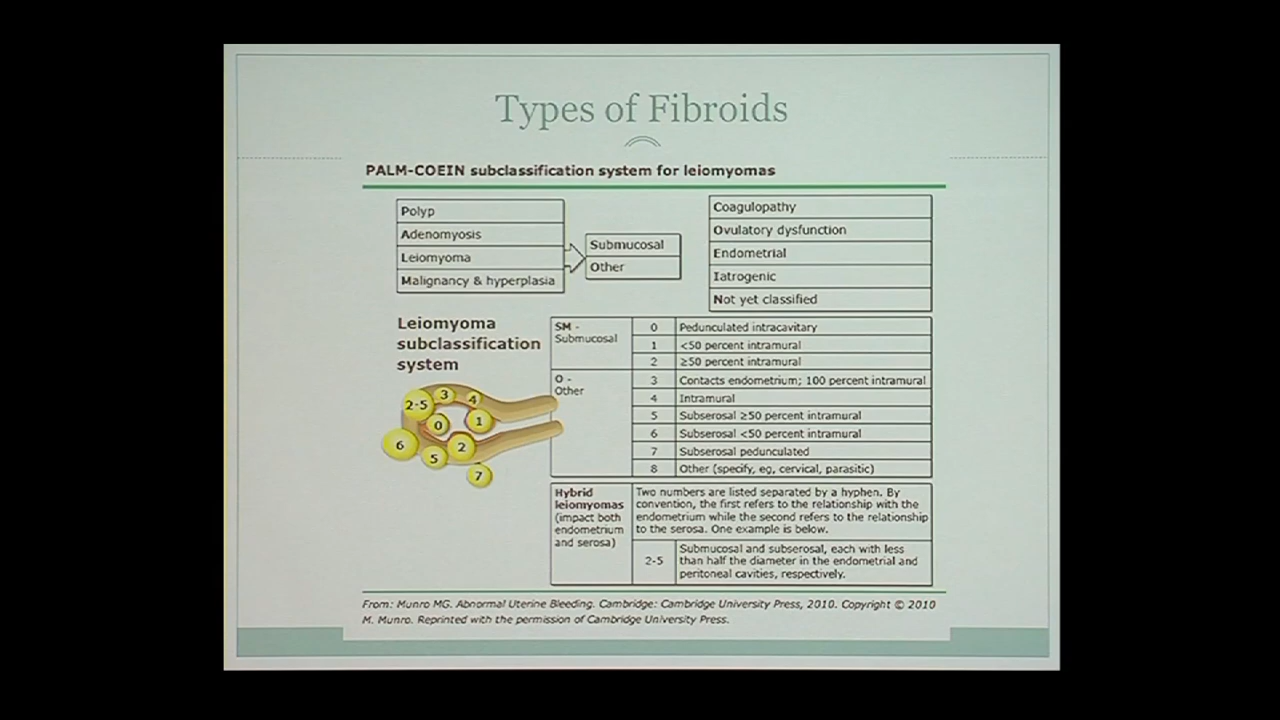 Types of Fibroids
PALM-COEIN subclassification system for leiomyomas
Polyp
Adenomyosis
Leiomyoma
Malignancy & hyperplasia
Submucosal
Other
Coagulopathy
Ovulatory dysfunction
Endometrial
Iatrogenic
Not yet classified
Leiomyoma
subclassification
system
2-5
3
4
0
1
6
5
2
7
SM -
Submucosal
0 Pedunculated intracavitary
1 <50 percent intramural
2 ≥50 percent intramural
O -
Other
3 Contacts endometrium; 100 percent intramural
4 Intramural
5 Subserosal ≥50 percent intramural
6 Subserosal <50 percent intramural
7 Subserosal pedunculated
8 Other (specify, eg, cervical, parasitic)
Hybrid
leiomyomas
(impact both
endometrium
and serosa)
Two numbers are listed separated by a hyphen. By
convention, the first refers to the relationship with the
endometrium while the second refers to the relationship
to the serosa. One example is below.
2-5
Submucosal and subserosal, each with less
than half the diameter in the endometrial and
peritoneal cavities, respectively.
From: Munro MG. Abnormal Uterine Bleeding. Cambridge: Cambridge University Press, 2010. Copyright © 2010
M. Munro. Reprinted with the permission of Cambridge University Press.